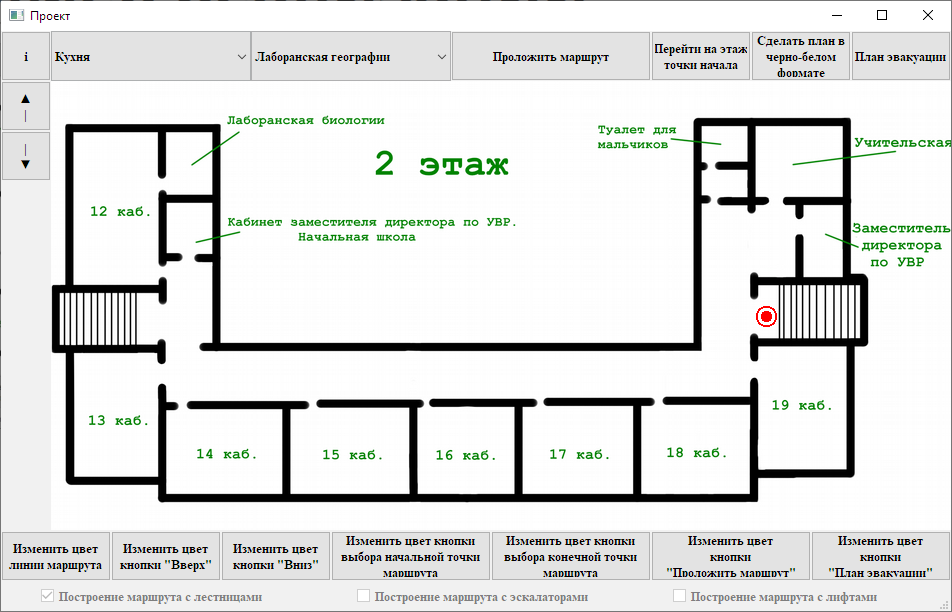 Проект
i
Кухня
Лаборанская географии
Проложить маршрут
Перейти на этаж
точки начала
Сделать план в
черно-белом
формате
План эвакуации
Лаборанская биологии
2 этаж
Туалет для
мальчиков
Учительская
12 каб.
Кабинет заместителя директора по УВР.
Начальная школа
Заместитель
директора
по УВР
13 каб.
14 каб.
15 каб.
16 каб.
17 каб.
18 каб.
19 каб.
Изменить цвет
линии маршрута
Изменить цвет
кнопки "Вверх"
Изменить цвет
кнопки "Вниз"
Изменить цвет кнопки
выбора начальной точки
маршрута
Изменить цвет кнопки
выбора конечной точки
маршрута
Изменить цвет
кнопки
"Проложить маршрут"
Изменить цвет
кнопки
"План эвакуации"
Построение маршрута с лестницами
Построение маршрута с эскалаторами
Построение маршрута с лифтами